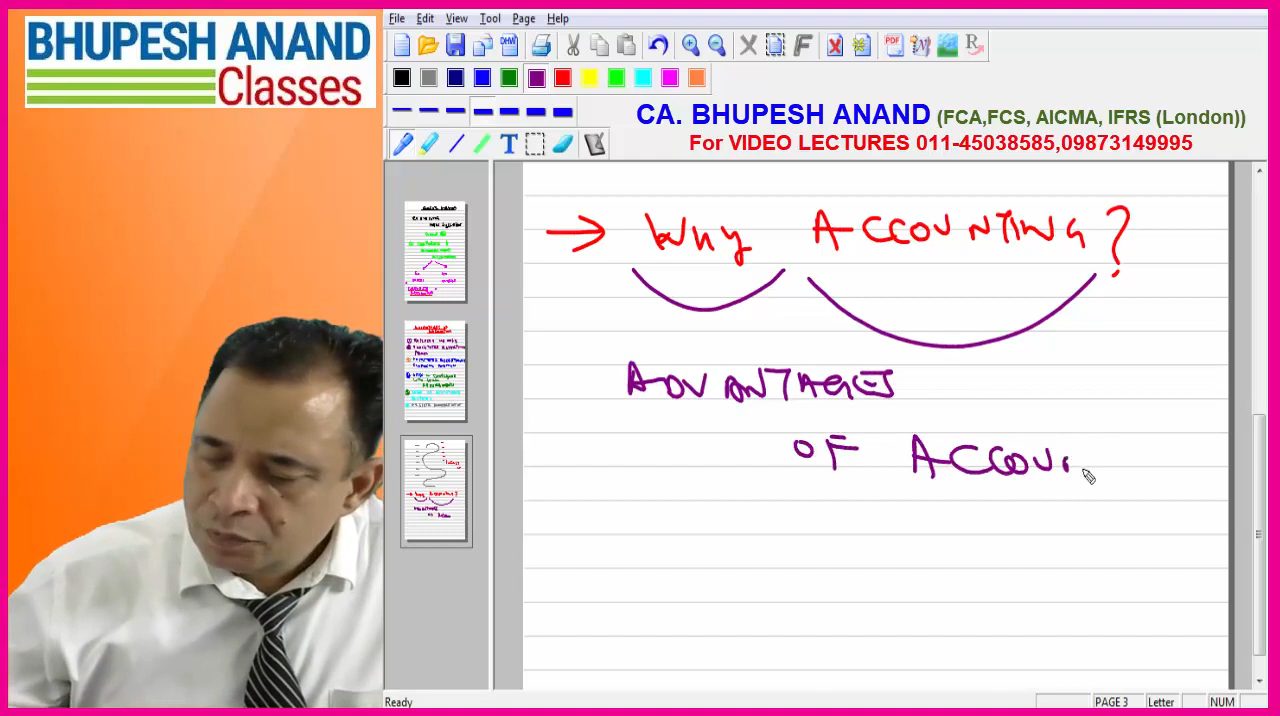 BHUPESH ANAND
Classes
File Edit View Tool Page Help
CA. BHUPESH ANAND (FCA,FCS, AICMA, IFRS (London))
For VIDEO LECTURES 011-45038585,09873149995
→ WHY ACCOUNTING?
ADVANTAGES
OF ACCOU
Ready
PAGE 3 Letter NUM